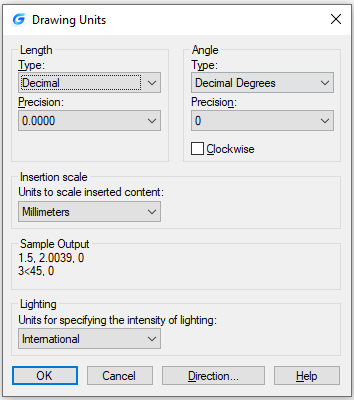 Drawing Units
Length
Type:
Decimal
Precision:
0.0000
Angle
Type:
Decimal Degrees
Precision:
0
Clockwise
Insertion scale
Units to scale inserted content:
Millimeters
Sample Output
1.5, 2.0039, 0
3<45, 0
Lighting
Units for specifying the intensity of lighting:
International
OK
Cancel
Direction...
Help